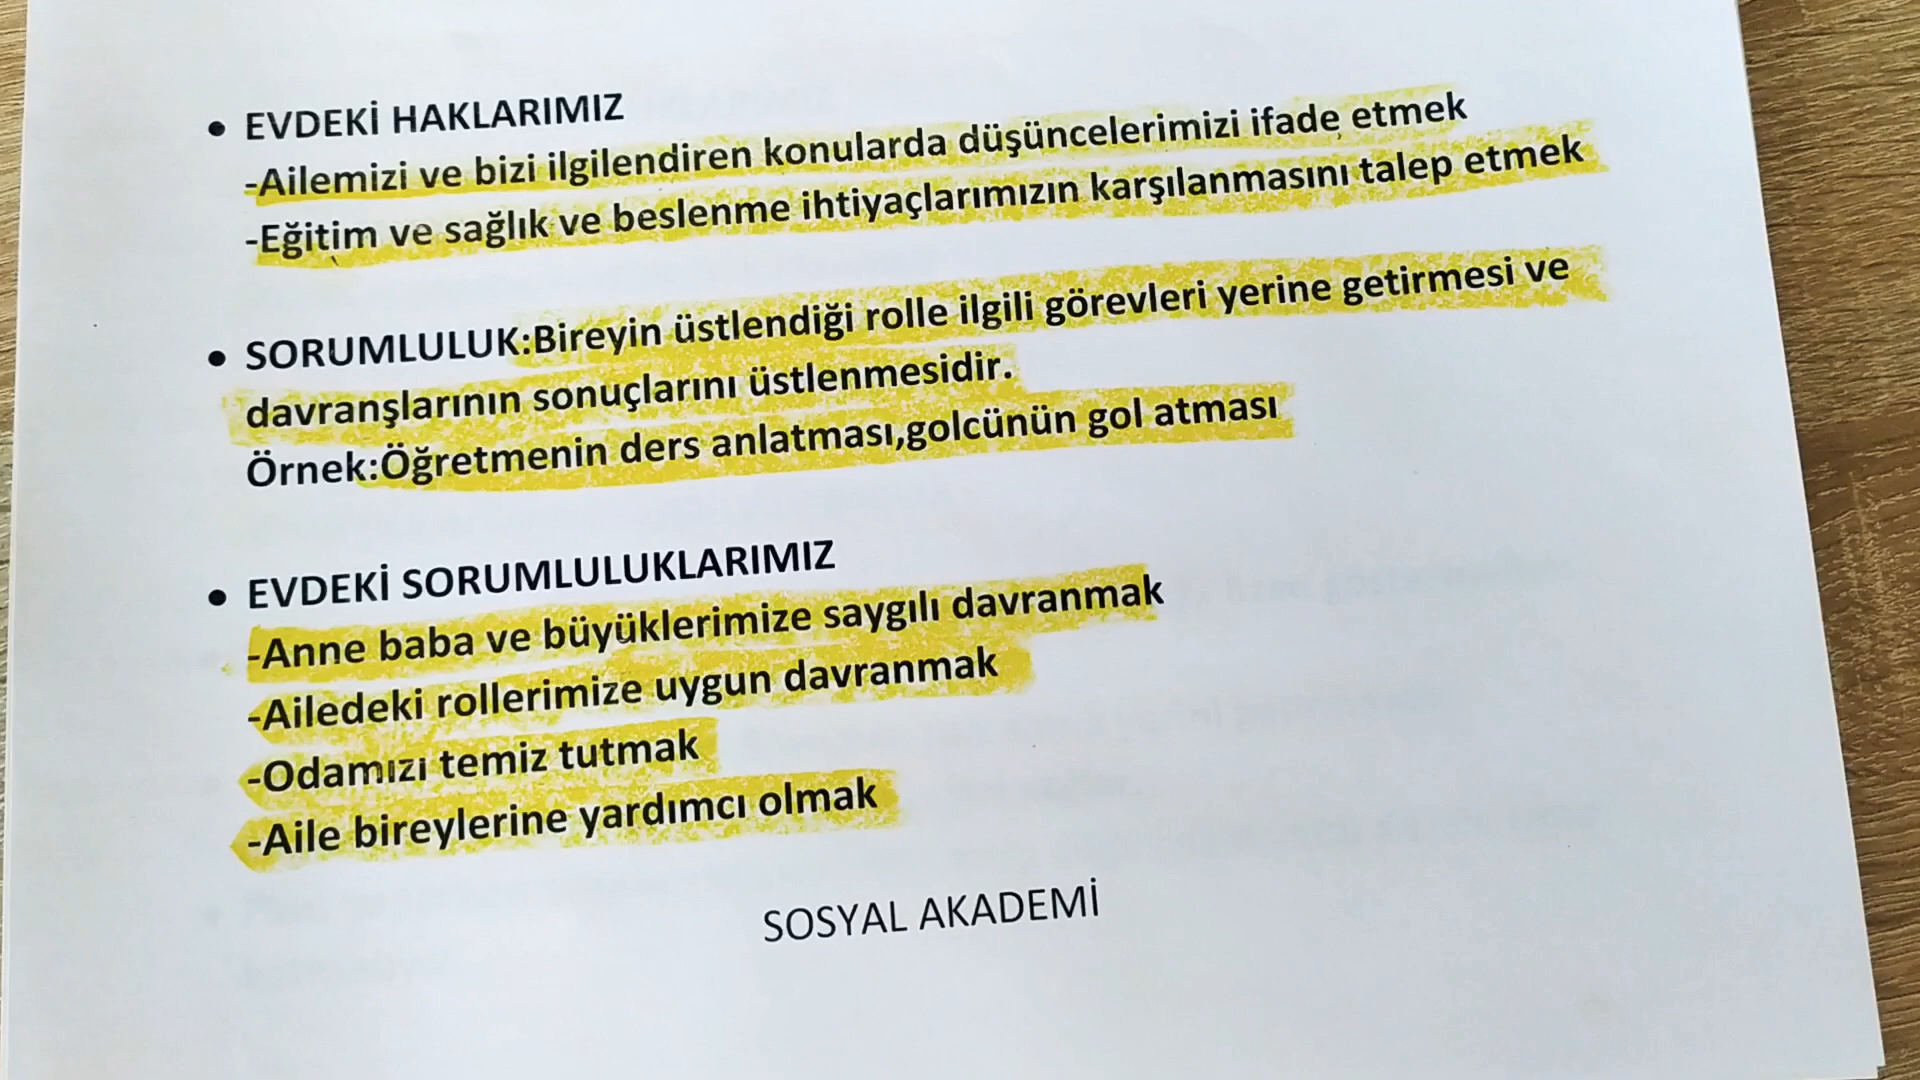 • EVDEKİ HAKLARIMIZ
-Ailemizi ve bizi ilgilendiren konularda düşüncelerimizi ifade etmek
-Eğitim ve sağlık ve beslenme ihtiyaçlarımızın karşılanmasını talep etmek
• SORUMLULUK:Bireyin üstlendiği rolle ilgili görevleri yerine getirmesi ve
davranşlarının sonuçlarını üstlenmesidir.
Örnek:Öğretmenin ders anlatması,golcünün gol atması
• EVDEKİ SORUMLULUKLARIMIZ
-Anne baba ve büyüklerimize saygılı davranmak
-Ailedeki rollerimize uygun davranmak
-Odamızı temiz tutmak
-Aile bireylerine yardımcı olmak
SOSYAL AKADEMİ